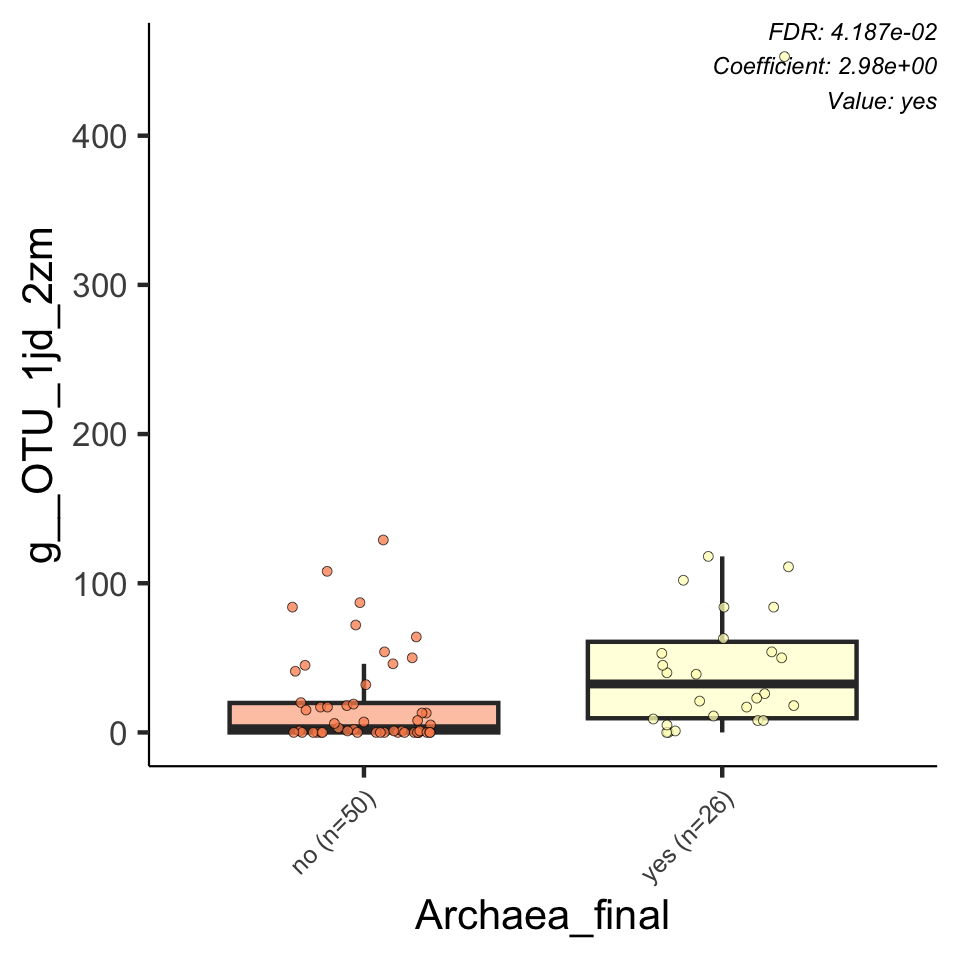 FDR: 4.187e-02
Coefficient: 2.98e+00
Value: yes
400
300
200
100
0
g__OTU_1jd_2zm
no (n=50)
yes (n=26)
Archaea_final